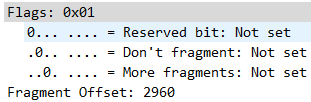 Flags: 0x01
0... .... = Reserved bit: Not set
.0.. .... = Don't fragment: Not set
..0. .... = More fragments: Not set
Fragment Offset: 2960